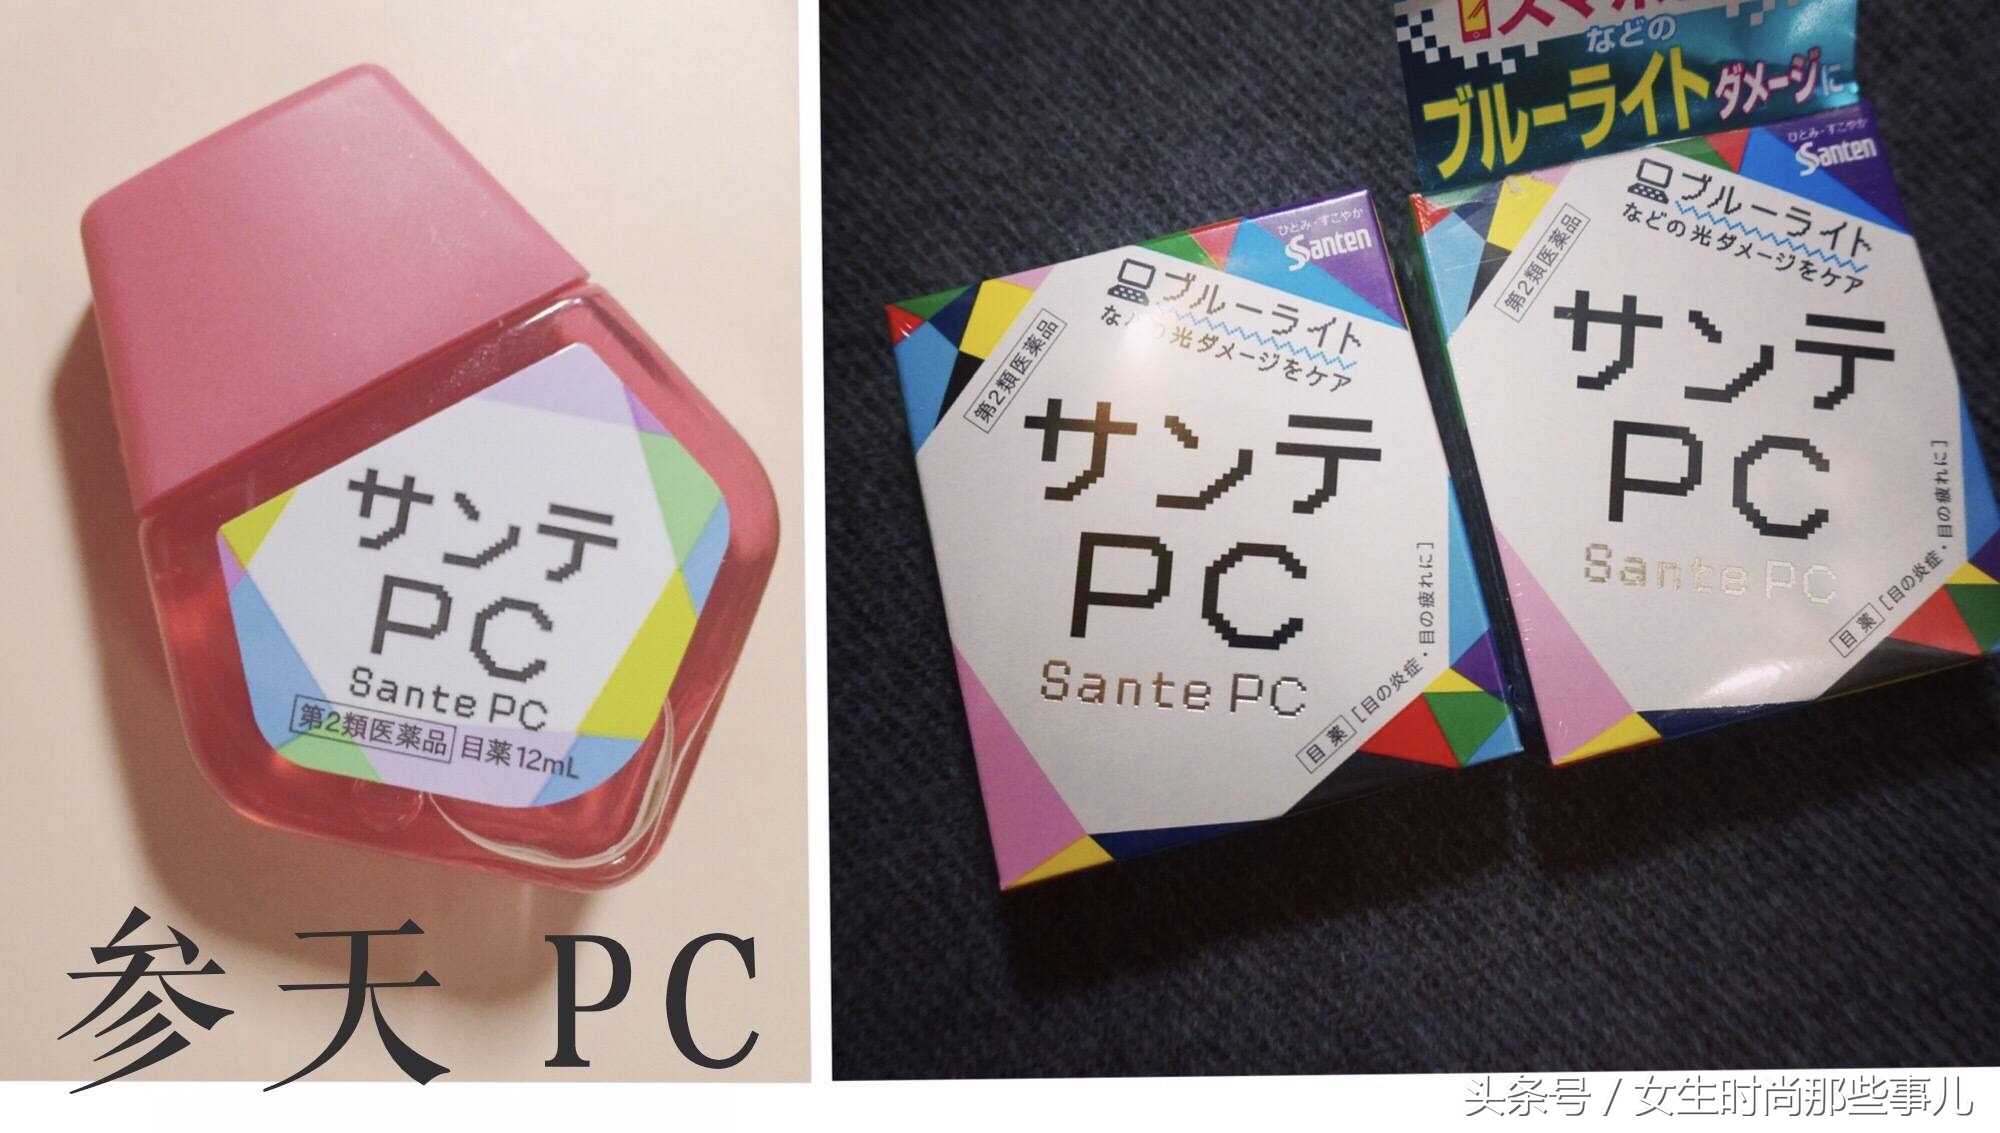 サンテ
PC
Sante PC
第2類医薬品 目薬12mL
参天 PC
ひとみ・すこやか
Santen
ブルーライト
などの光ダメージをケア
第2類医薬品
サンテ
PC
Sante PC
目薬 [目の炎症・目の疲れに]
などの
ブルーライトダメージに
ひとみ・すこやか
Santen
ブルーライト
などの光ダメージをケア
第2類医薬品
サンテ
PC
Sante PC
目薬 [目の炎症・目の疲れに]
头条号 / 女生时尚那些事儿